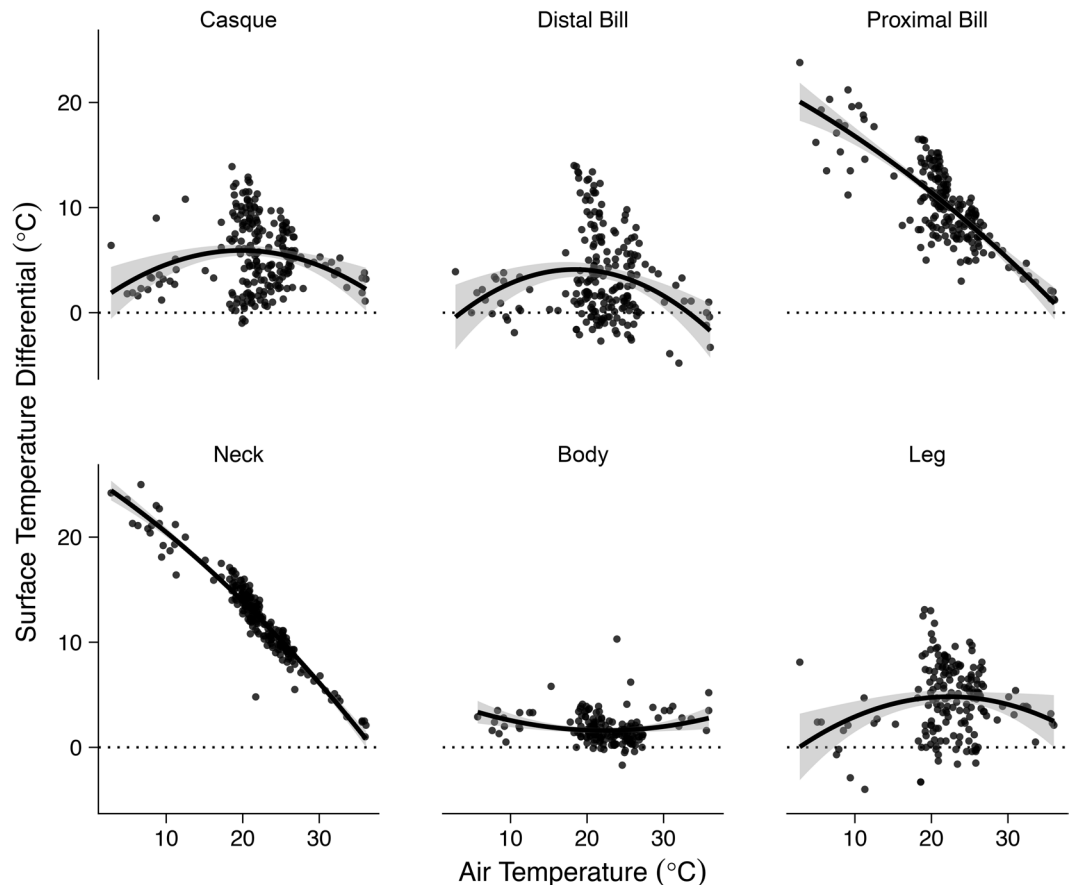 Casque
Distal Bill
Proximal Bill
20
10
0
Neck
Body
Leg
20
10
0
10 20 30
10 20 30
10 20 30
Surface Temperature Differential (°C)
Air Temperature (°C)